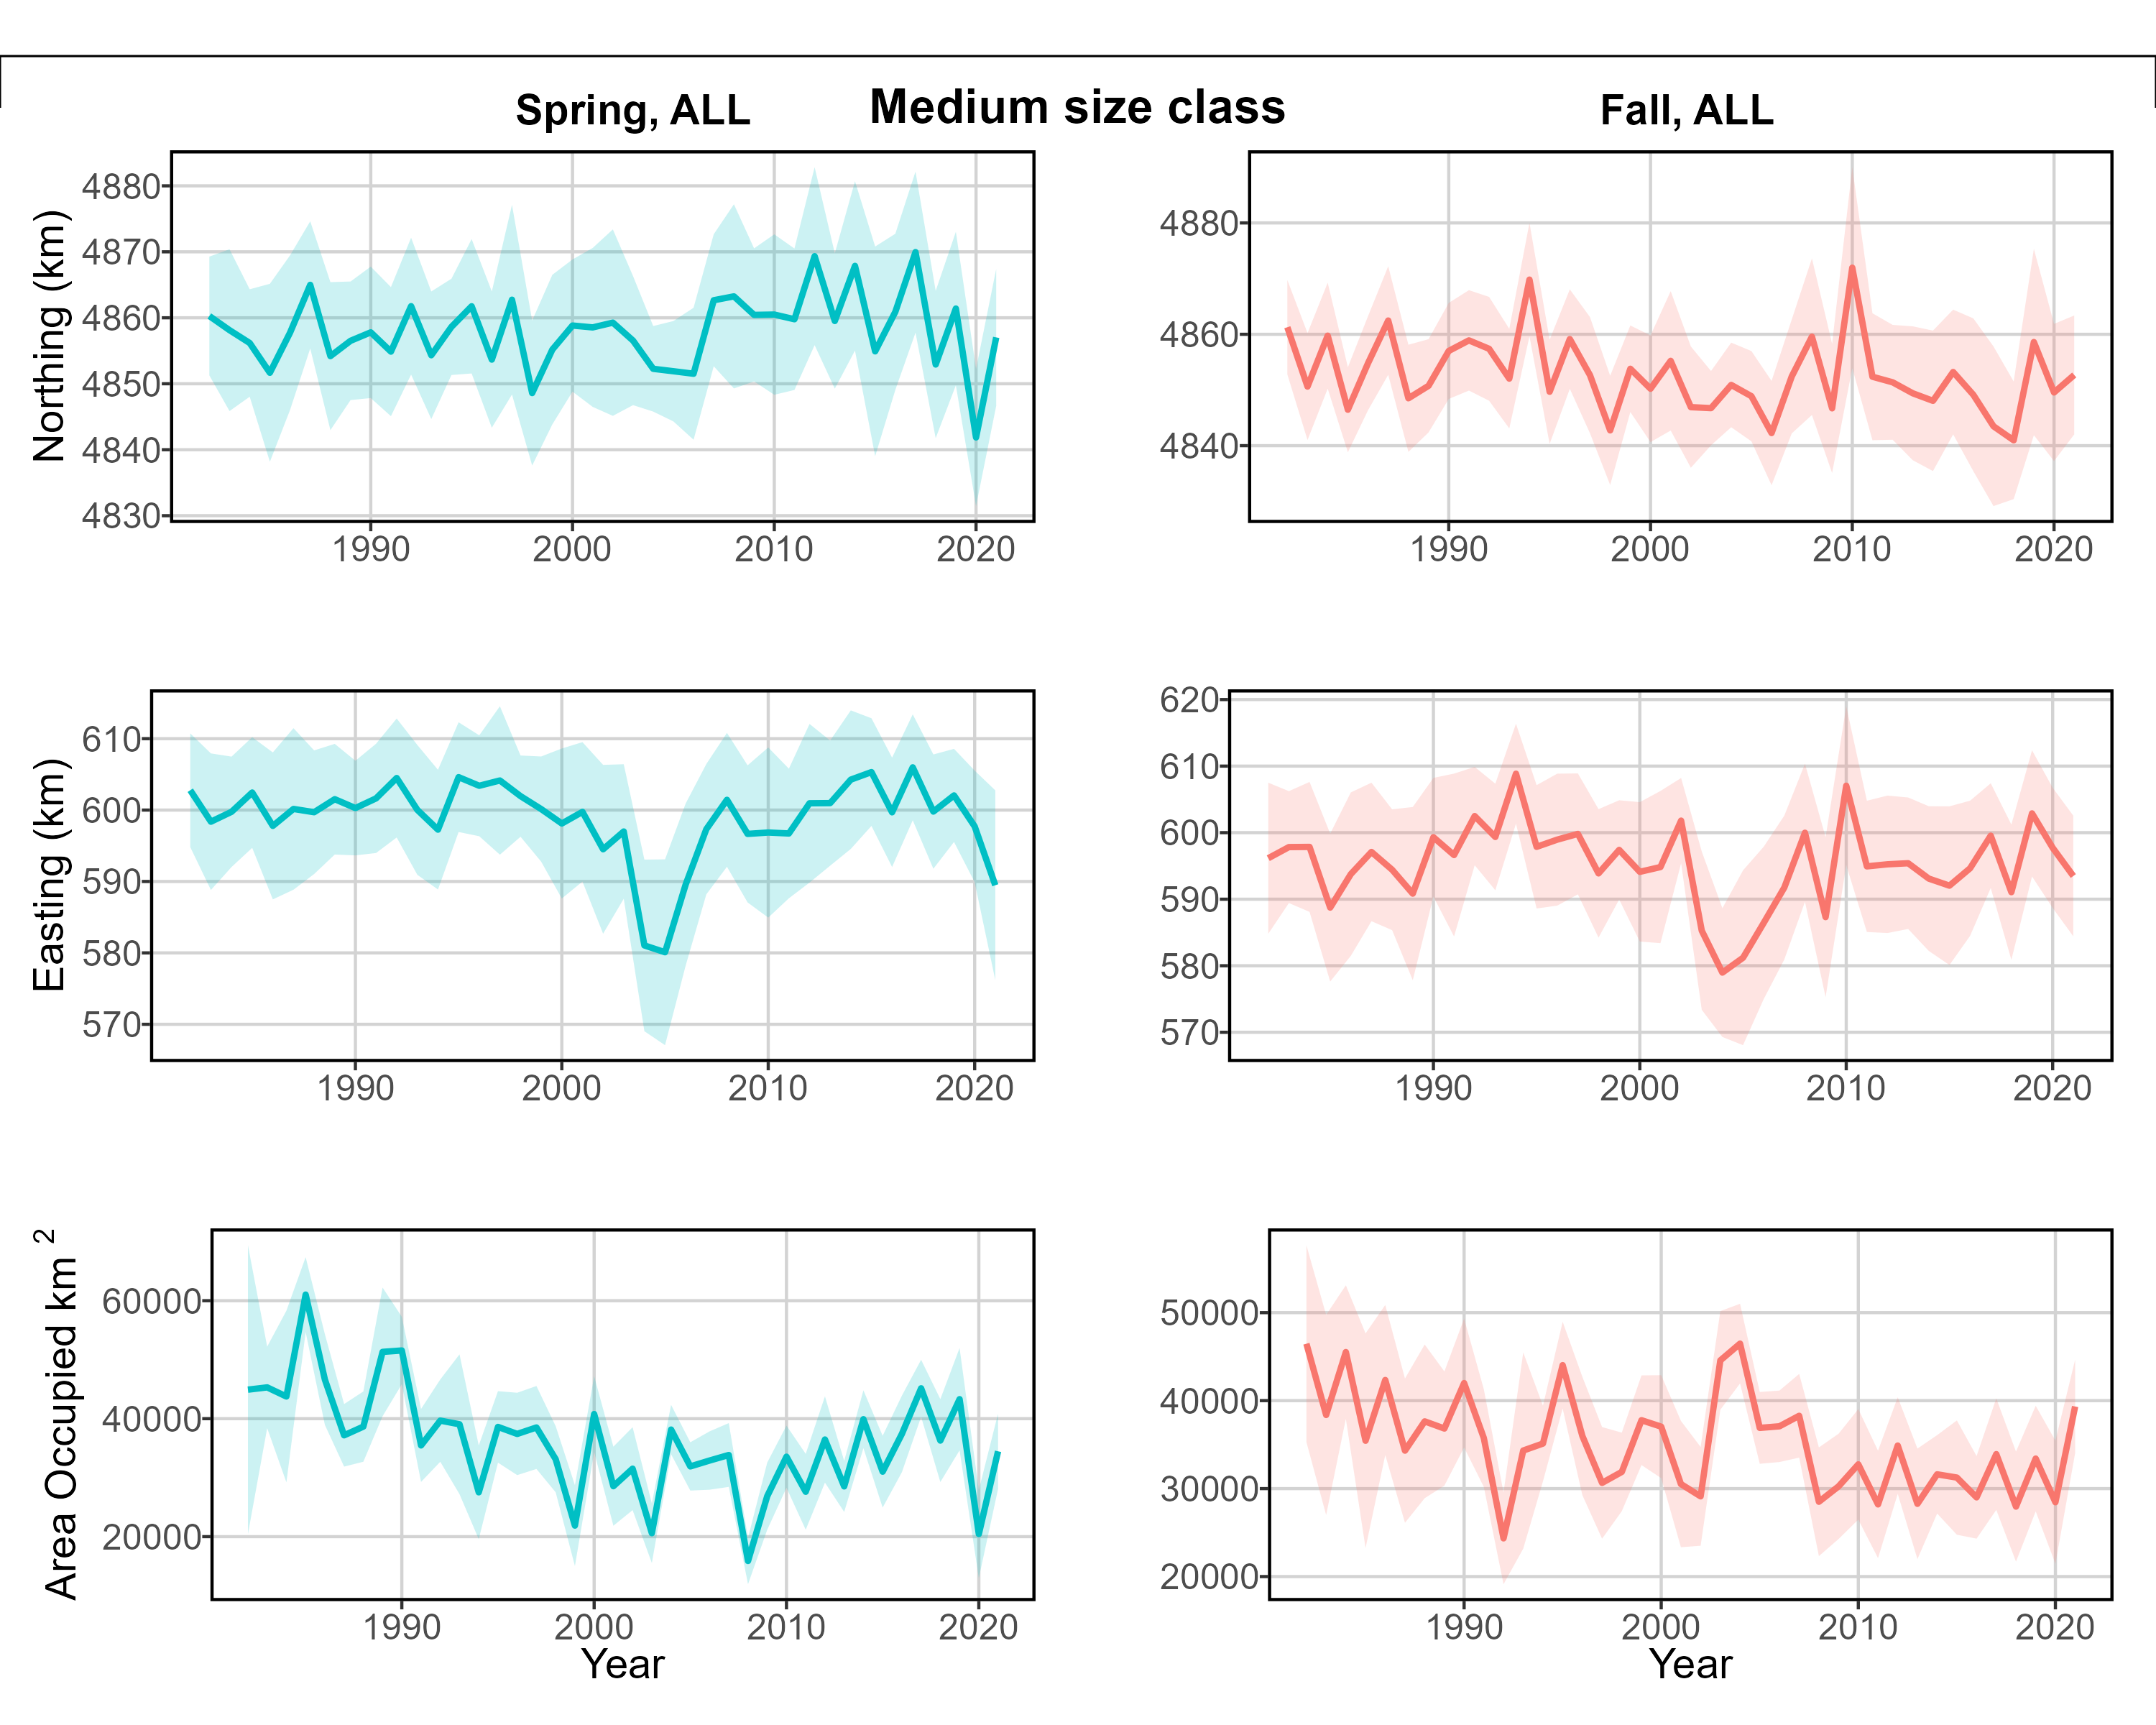 Spring, ALL
Medium size class
Fall, ALL
Northing (km)
4880
4870
4860
4850
4840
4830
1990 2000 2010 2020
4880
4860
4840
1990 2000 2010 2020
Easting (km)
610
600
590
580
570
1990 2000 2010 2020
620
610
600
590
580
570
1990 2000 2010 2020
Area Occupied km ²
60000
40000
20000
1990 2000 2010 2020
Year
50000
40000
30000
20000
1990 2000 2010 2020
Year